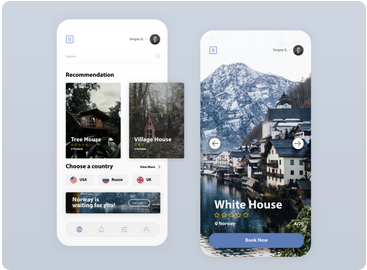 Sergey G.
Search
Recommendation
Tree House
Village House
Choose a country
View More
USA
Russia
UK
Norway is
waiting for you!
Sergey G.
White House
Norway
Book Now